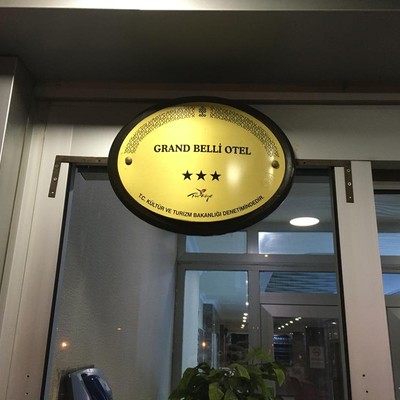 GRAND BELLİ OTEL
★★★
Türkiye
T.C. KÜLTÜR VE TURİZM BAKANLIĞI DENETİMİNDEDİR.